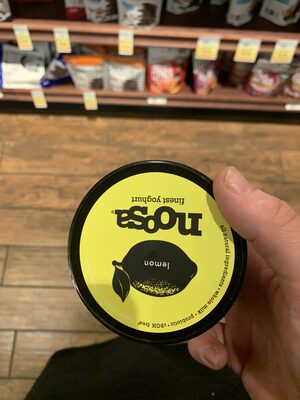 noosa
finest yoghurt
lemon
all natural ingredients • whole milk • probiotic • rBGH free